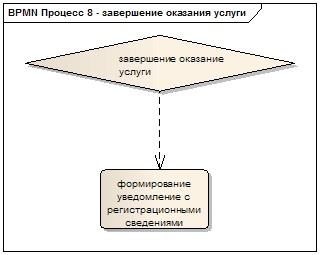 BPMN Процесс 8 - завершение оказания услуги
завершение оказание
услуги
формирование
уведомление с
регистрационными
сведениями